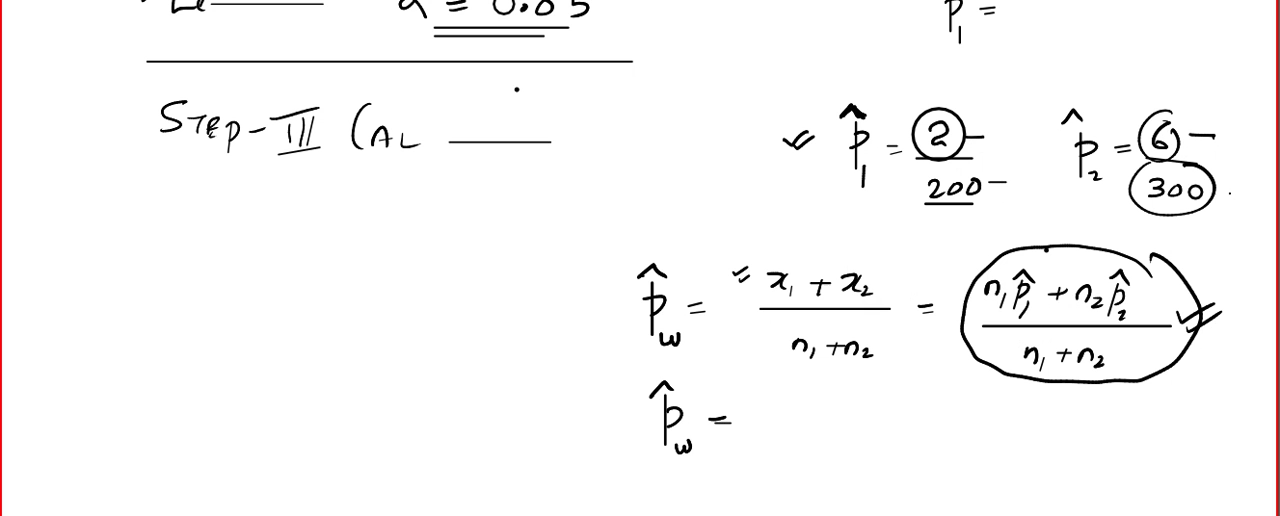 α = 0.05
p₁ =
STEP-III (AL
p̂₁ = 2/200
p̂₂ = 6/300
p̂w = x₁ + x₂ / n₁ + n₂ = n₁p̂₁ + n₂p̂₂ / n₁ + n₂
p̂w =